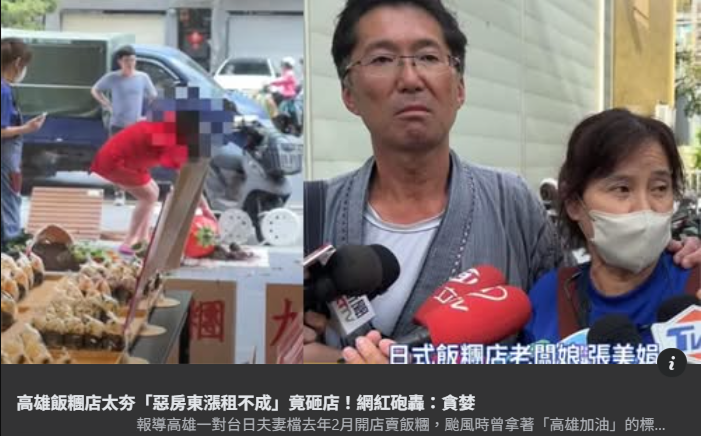 糰
日式飯糰店老闆娘 張美娟
i
高雄飯糰店太夯「惡房東漲租不成」竟砸店！網紅砲轟：貪婪
報導高雄一對台日夫妻檔去年2月開店賣飯糰，颱風時曾拿著「高雄加油」的標...